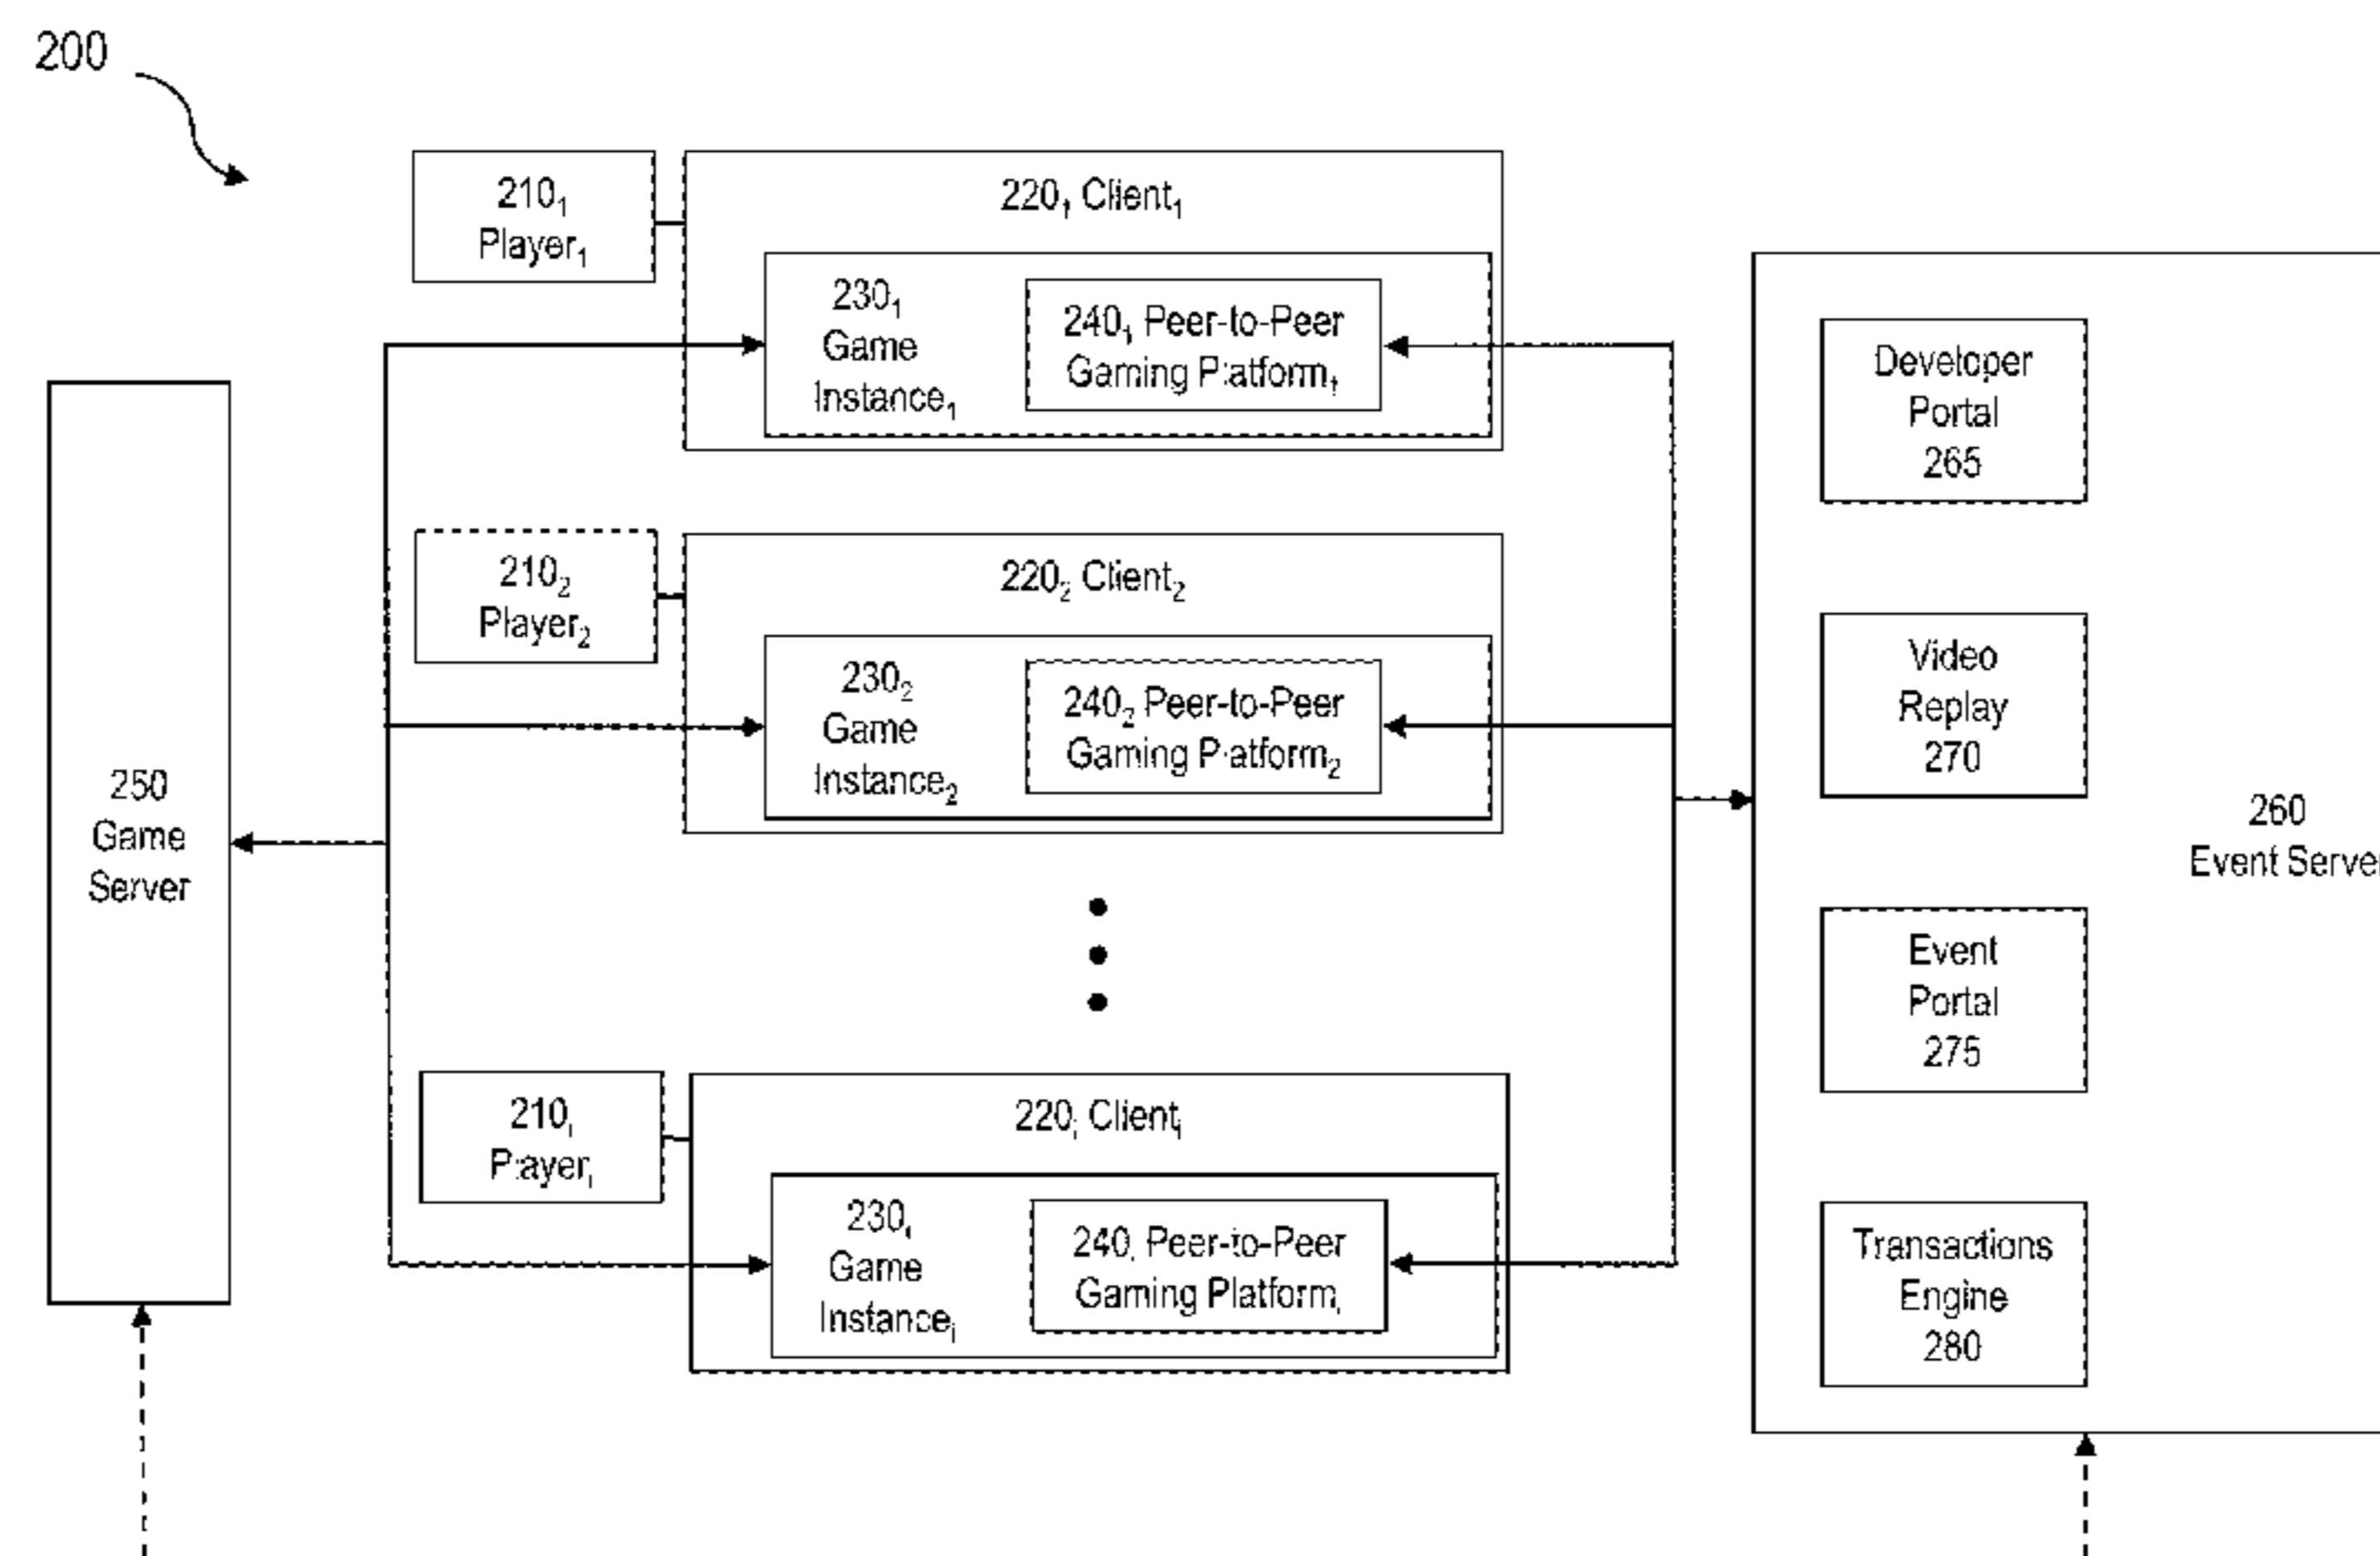 200
210₁
Player₁
220₁ Client₁
230₁
Game
Instance₁
240₁ Peer-to-Peer
Gaming Platform₁
210₂
Player₂
220₂ Client₂
230₂
Game
Instance₂
240₂ Peer-to-Peer
Gaming Platform₂
250
Game
Server
210ᵢ
Playerᵢ
220ᵢ Clientᵢ
230ᵢ
Game
Instanceᵢ
240ᵢ Peer-to-Peer
Gaming Platformᵢ
Developer
Portal
265
Video
Replay
270
260
Event Server
Event
Portal
275
Transactions
Engine
280